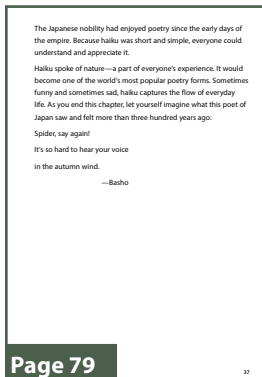 The Japanese nobility had enjoyed poetry since the early days of
the empire. Because haiku was short and simple, everyone could
understand and appreciate it.
Haiku spoke of nature—a part of everyone's experience. It would
become one of the world's most popular poetry forms. Sometimes
funny and sometimes sad, haiku captures the flow of everyday
life. As you end this chapter, let yourself imagine what this poet of
Japan saw and felt more than three hundred years ago:
Spider, say again!
It's so hard to hear your voice
in the autumn wind.
—Basho
Page 79
37